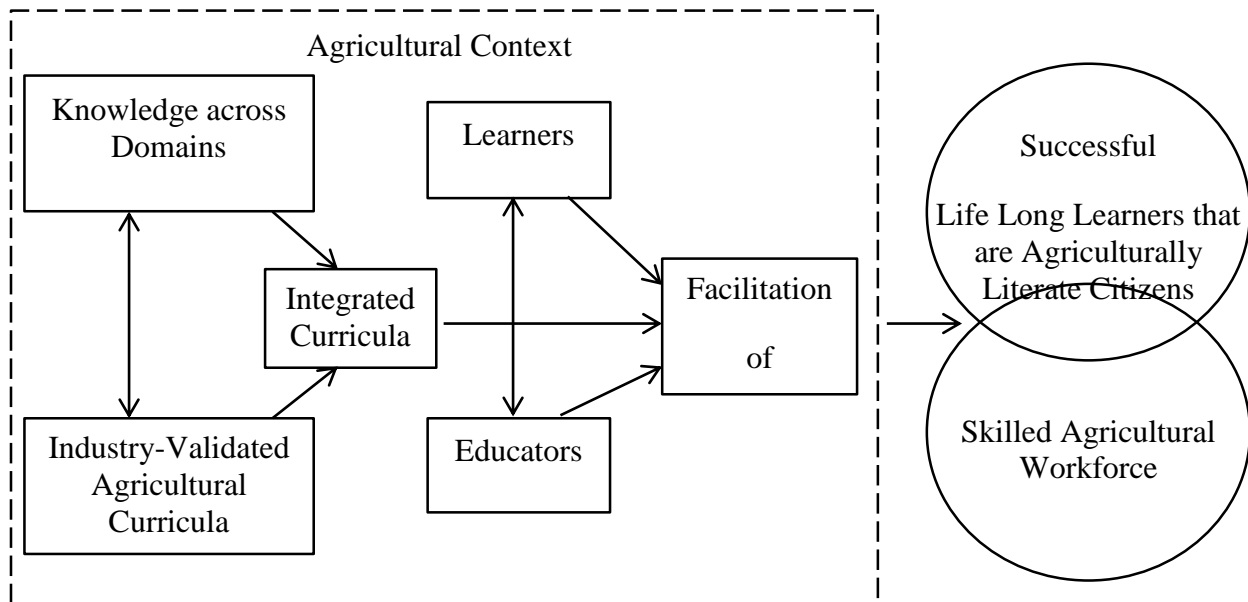 Agricultural Context
Knowledge across
Domains
Learners
Integrated
Curricula
Industry-Validated
Agricultural
Curricula
Educators
Facilitation
of
Successful
Life Long Learners that
are Agriculturally
Literate Citizens
Skilled Agricultural
Workforce